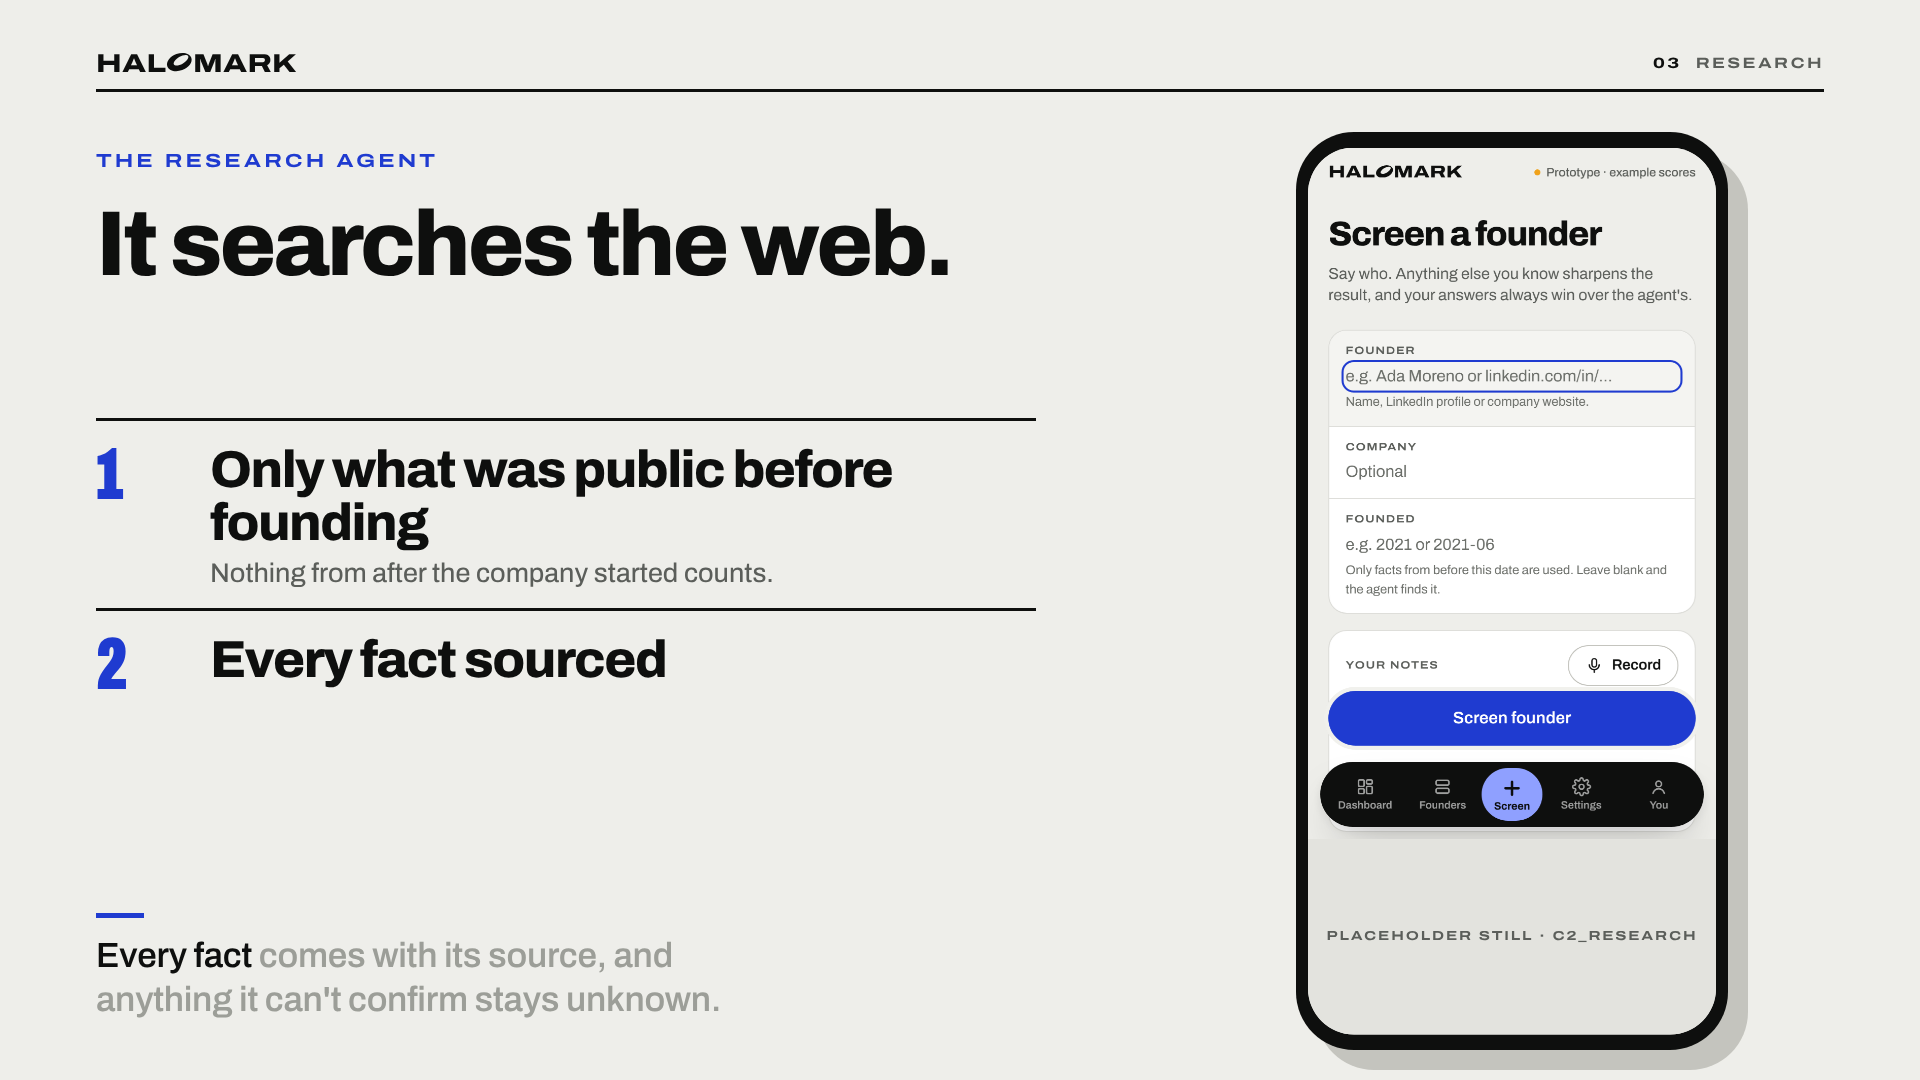 HALOMARK
03 RESEARCH
THE RESEARCH AGENT
It searches the web.
1
Only what was public before
founding
Nothing from after the company started counts.
2
Every fact sourced
Every fact comes with its source, and
anything it can't confirm stays unknown.
HALOMARK
Prototype · example scores
Screen a founder
Say who. Anything else you know sharpens the
result, and your answers always win over the agent's.
FOUNDER
e.g. Ada Moreno or linkedin.com/in/...
Name, LinkedIn profile or company website.
COMPANY
Optional
FOUNDED
e.g. 2021 or 2021-06
Only facts from before this date are used. Leave blank and
the agent finds it.
YOUR NOTES
Record
Screen founder
Dashboard
Founders
Screen
Settings
You
PLACEHOLDER STILL · C2_RESEARCH